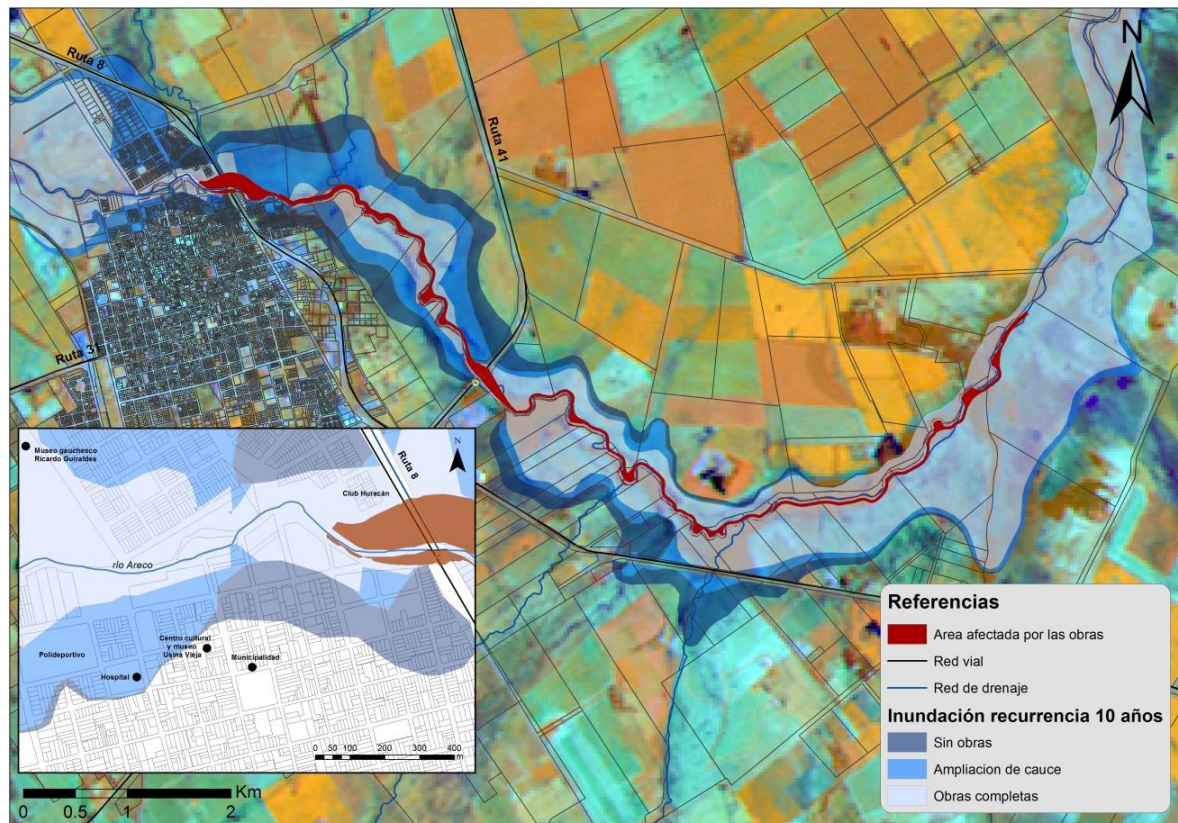 Ruta 8
Ruta 41
N
Ruta 31
Museo gauchesco
Ricardo Guiraldes
N
Ruta 8
Club Huracán
río Areco
Centro cultural
y museo
Usina Vieja
Polideportivo
Municipalidad
Hospital
0 50 100 200 300 400
m
Km
0 0.5 1 2
Referencias
Area afectada por las obras
Red vial
Red de drenaje
Inundación recurrencia 10 años
Sin obras
Ampliacion de cauce
Obras completas